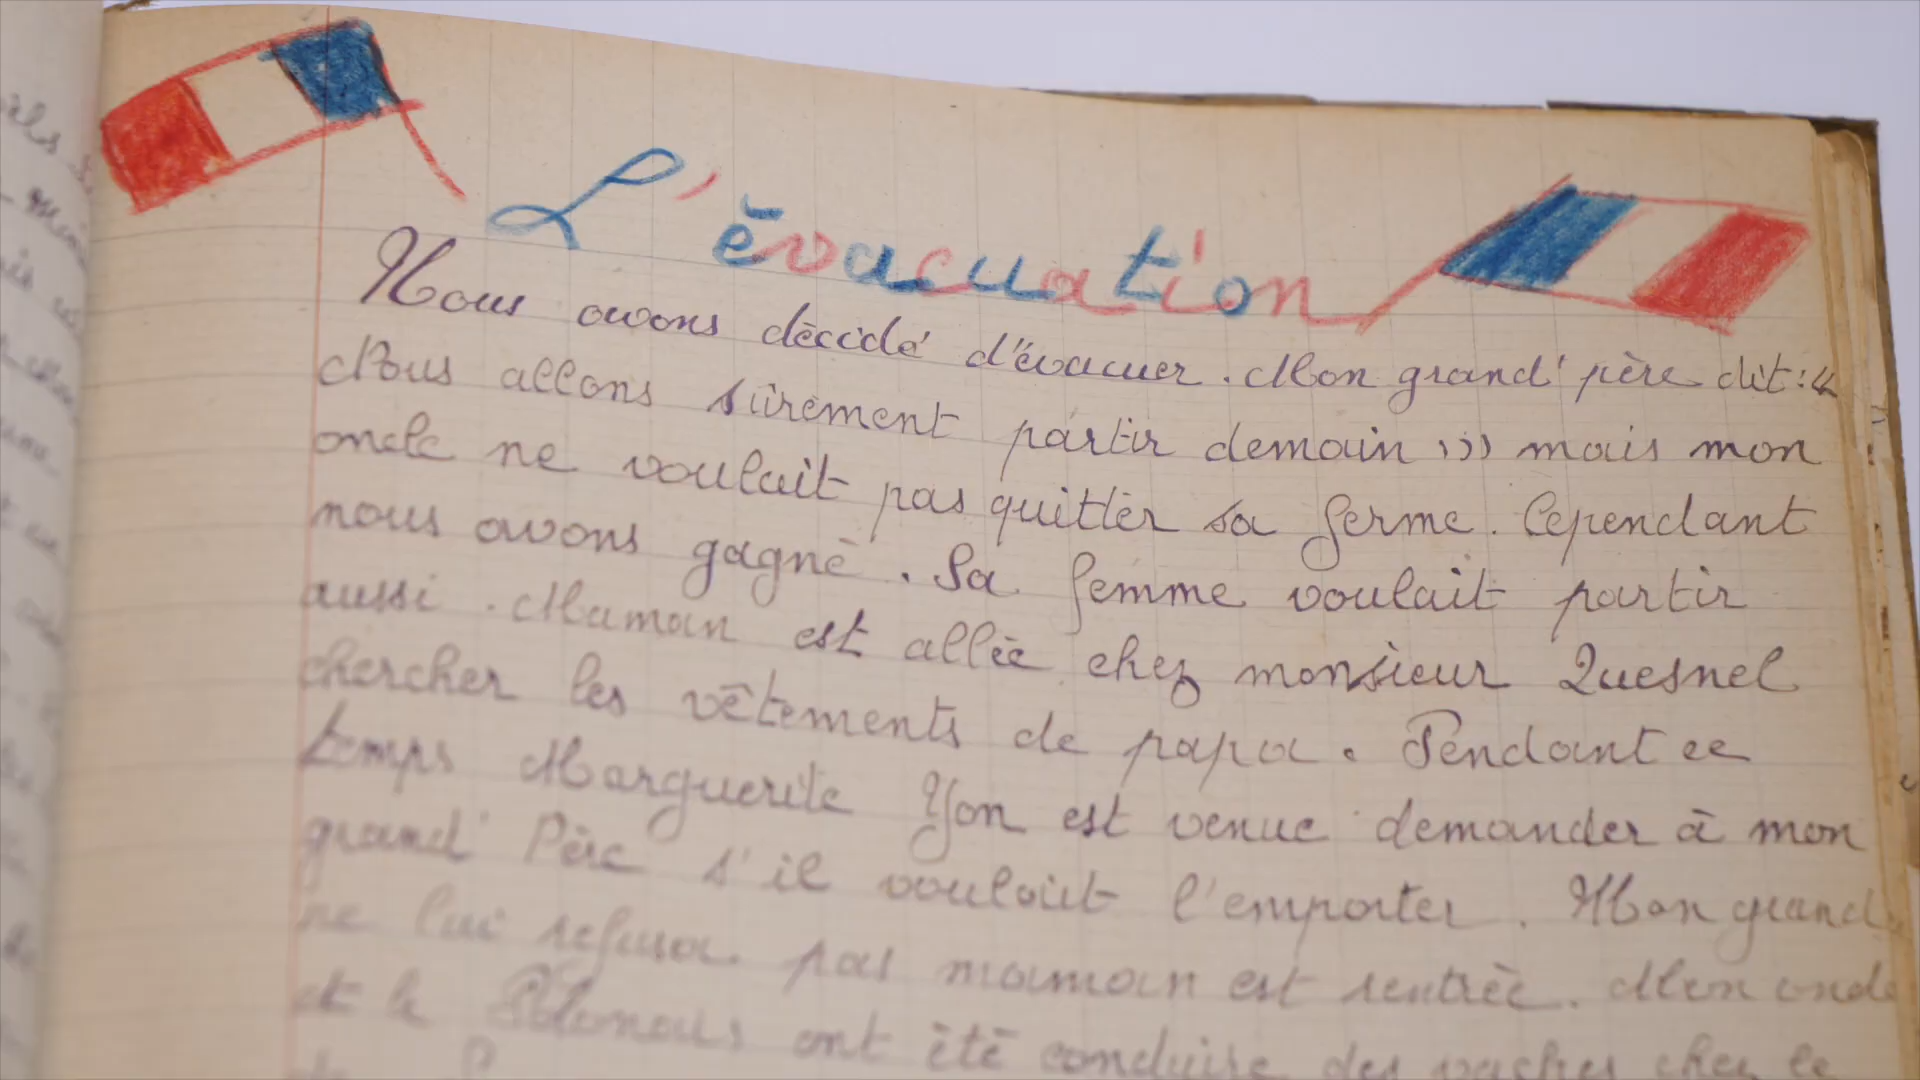 L'évacuation
Nous avons décidé d'évacuer. Mon grand' père dit: «
Nous allons sûrement partir demain »» mais mon
oncle ne voulait pas quitter sa ferme. Cependant
nous avons gagné. Sa femme voulait partir
aussi. Maman est allée chez monsieur Quesnel
chercher les vêtements de papa. Pendant ce
temps Marguerite Yon est venue demander à mon
grand' Père s'il voulait l'emporter. Mon grand
ne lui refusa pas maman est rentrée. Mon oncle
et le Polonais ont été conduire des vaches chez le